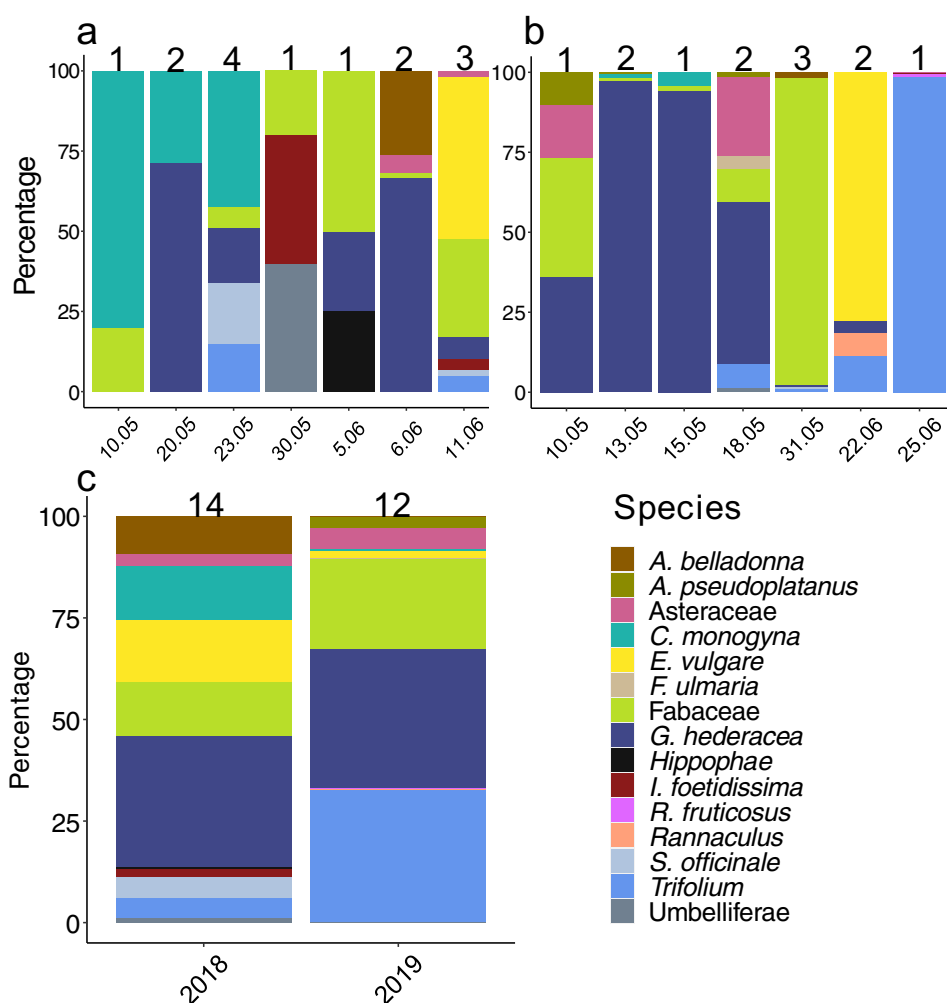 a
1 2 4 1 1 2 3
Percentage
100
75
50
25
0
10.05 20.05 23.05 30.05 5.06 6.06 11.06
b
1 2 1 2 3 2 1
100
75
50
25
0
10.05 13.05 15.05 18.05 31.05 22.06 25.06
c
14 12
Percentage
100
75
50
25
0
2018 2019
Species
A. belladonna
A. pseudoplatanus
Asteraceae
C. monogyna
E. vulgare
F. ulmaria
Fabaceae
G. hederacea
Hippophae
I. foetidissima
R. fruticosus
Rannaculus
S. officinale
Trifolium
Umbelliferae